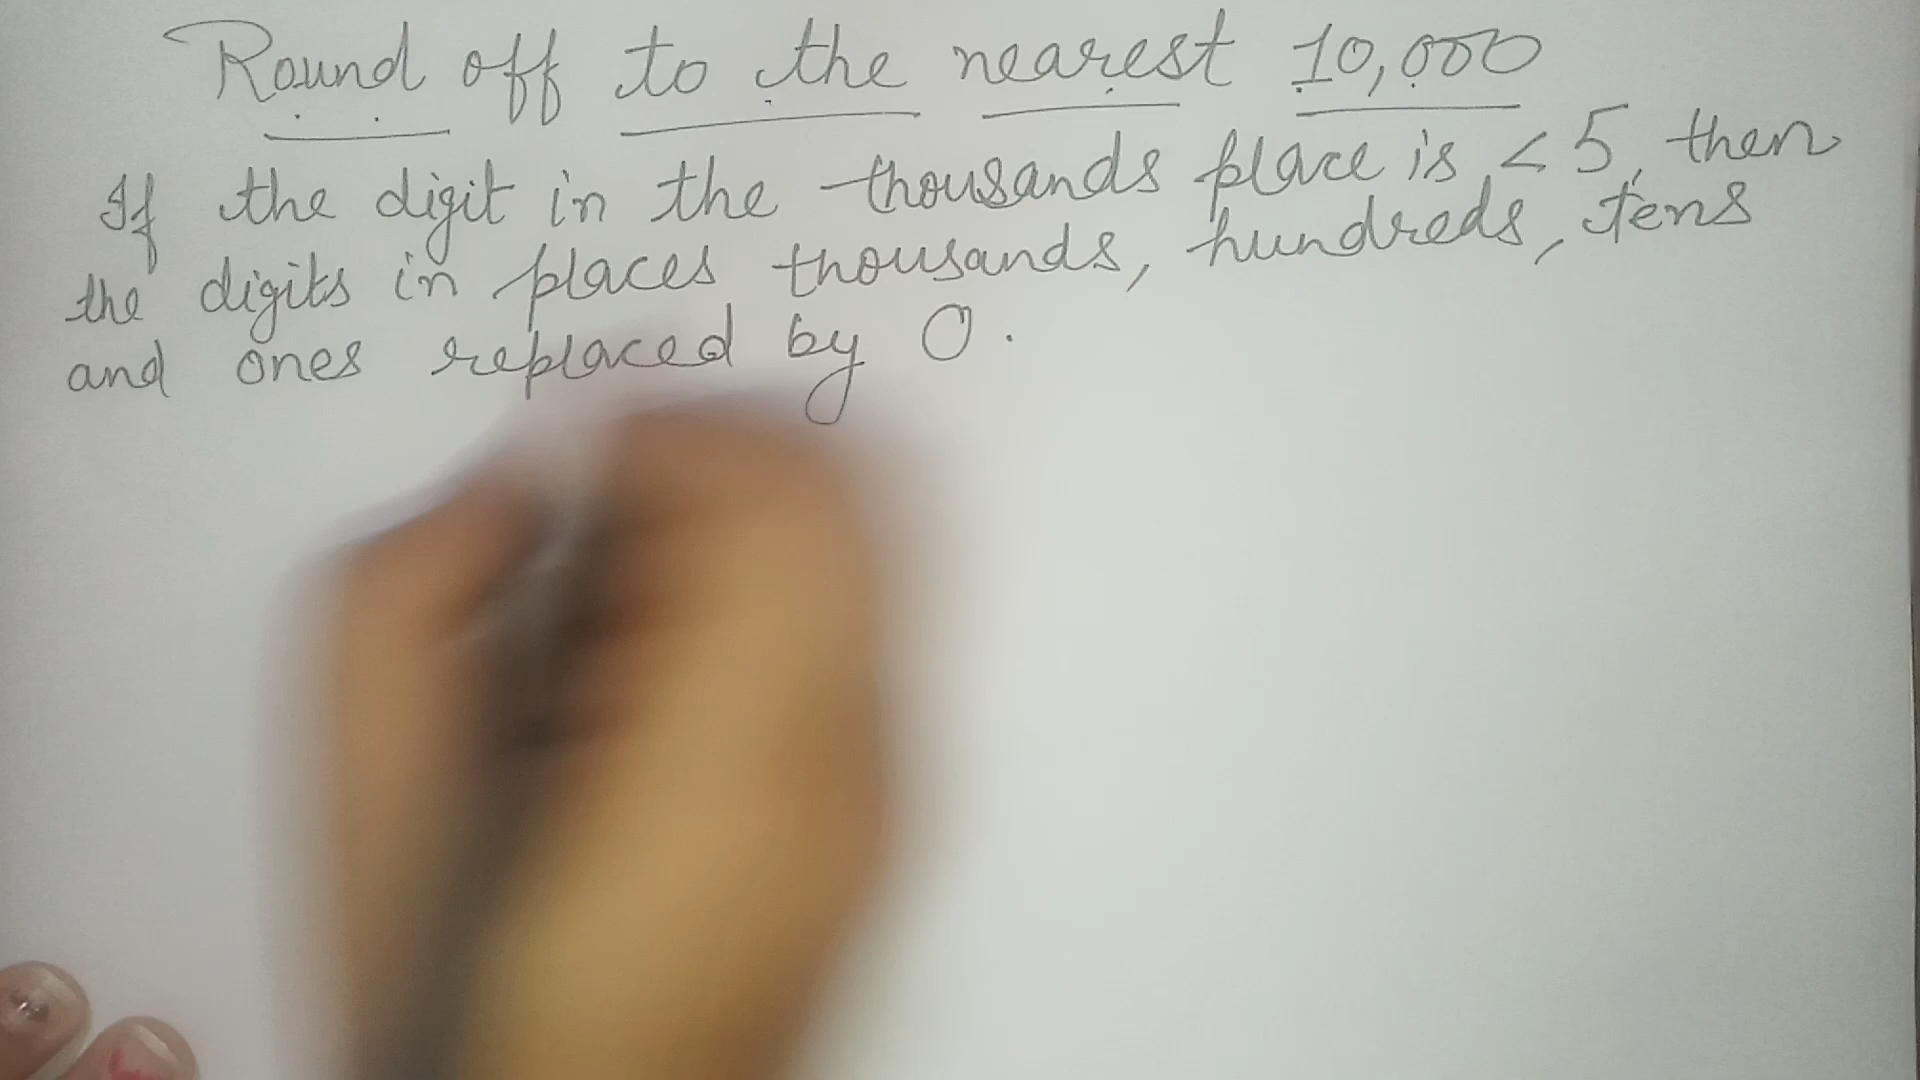 Round off to the nearest 10,000
If the digit in the thousands place is < 5, then
the digits in places thousands, hundreds, tens
and ones replaced by 0.